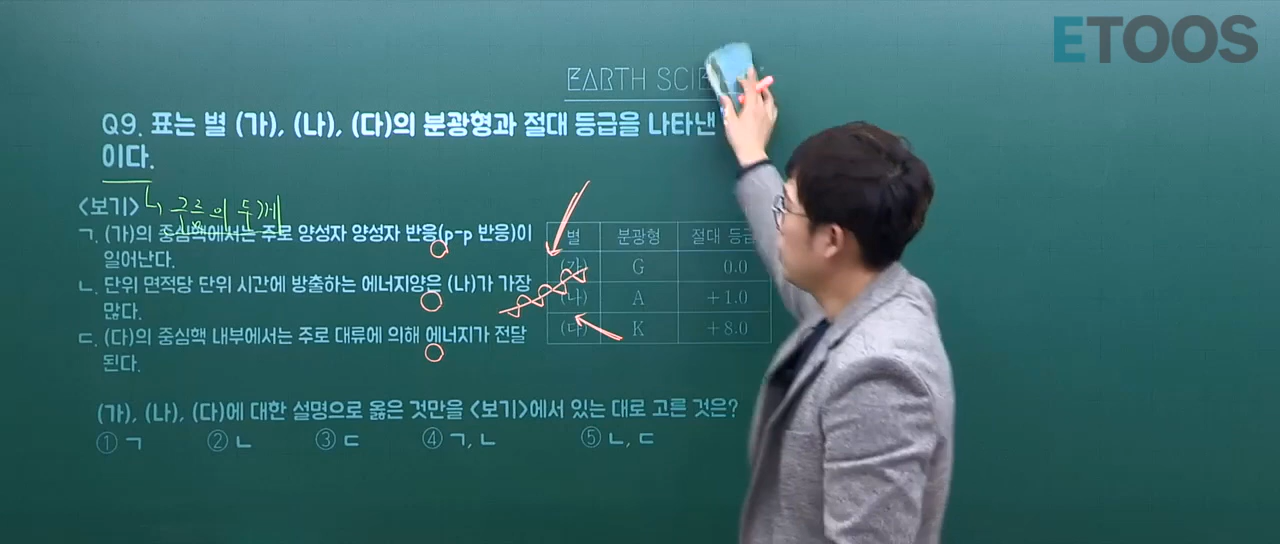 ETOOS
EARTH SCIE
Q9. 표는 별 (가), (나), (다)의 분광형과 절대 등급을 나타낸
이다.
<보기>
구름의 두께
ㄱ. (가)의 중심핵에서는 주로 양성자 양성자 반응(p-p 반응)이
일어난다.
ㄴ. 단위 면적당 단위 시간에 방출하는 에너지양은 (나)가 가장
많다.
ㄷ. (다)의 중심핵 내부에서는 주로 대류에 의해 에너지가 전달
된다.
별 분광형 절대 등급
(가) G 0.0
(나) A +1.0
(다) K +8.0
(가), (나), (다)에 대한 설명으로 옳은 것만을 <보기>에서 있는 대로 고른 것은?
① ㄱ ② ㄴ ③ ㄷ ④ ㄱ, ㄴ ⑤ ㄴ, ㄷ